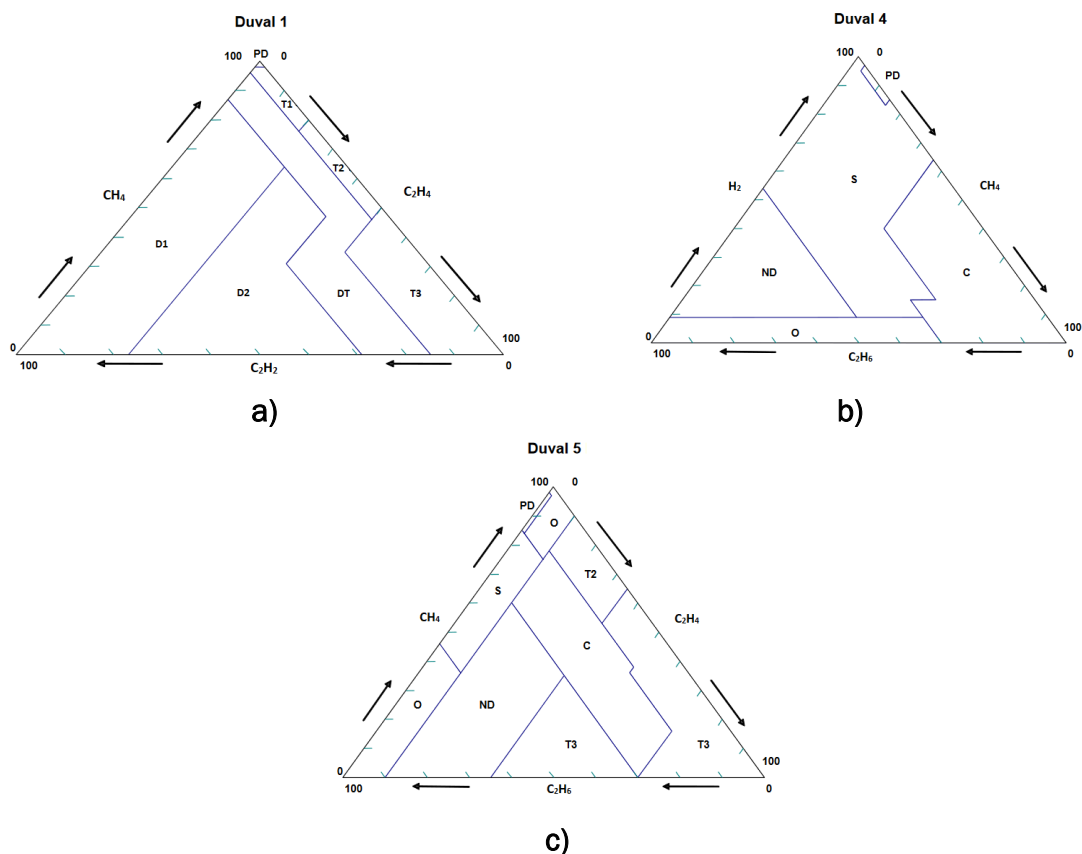 Duval 1
100 PD 0
T1
T2
CH₄
C₂H₄
D1
D2
DT
T3
0
100
100
C₂H₂
0
a)
Duval 4
100 0
PD
S
H₂
CH₄
ND
C
O
0
100
100
C₂H₆
0
b)
Duval 5
100 0
PD
O
T2
S
CH₄
C₂H₄
C
O
ND
T3
T3
0
100
100
C₂H₆
0
c)